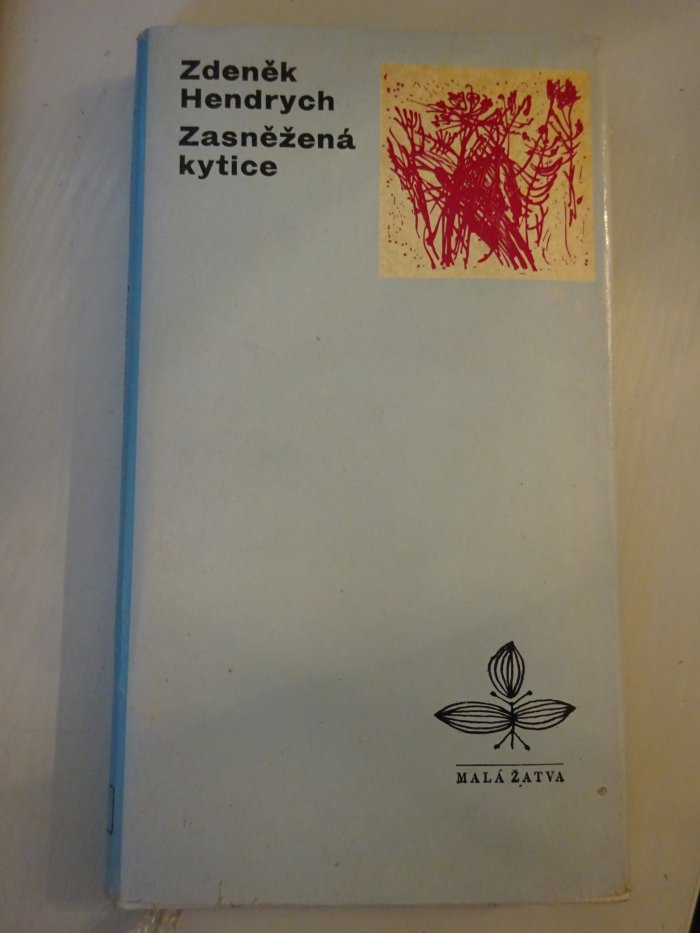 Zdeněk
Hendrych
Zasněžená
kytice
MALÁ ŽATVA